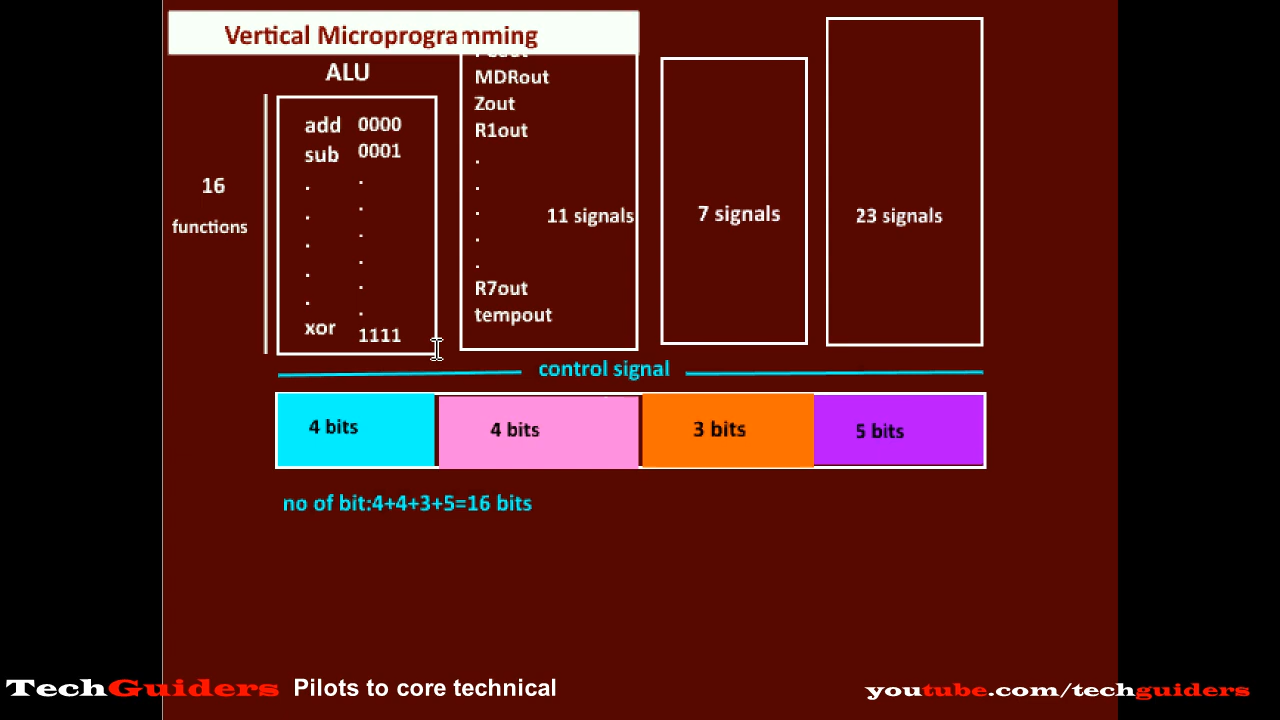 Vertical Microprogramming
ALU
add 0000
sub 0001
. .
. .
. .
. .
. .
.
xor 1111
16
functions
MDRout
Zout
R1out
.
.
.
.
.
R7out
tempout
11 signals
7 signals
23 signals
control signal
4 bits
4 bits
3 bits
5 bits
no of bit:4+4+3+5=16 bits
TechGuiders Pilots to core technical
youtube.com/techguiders